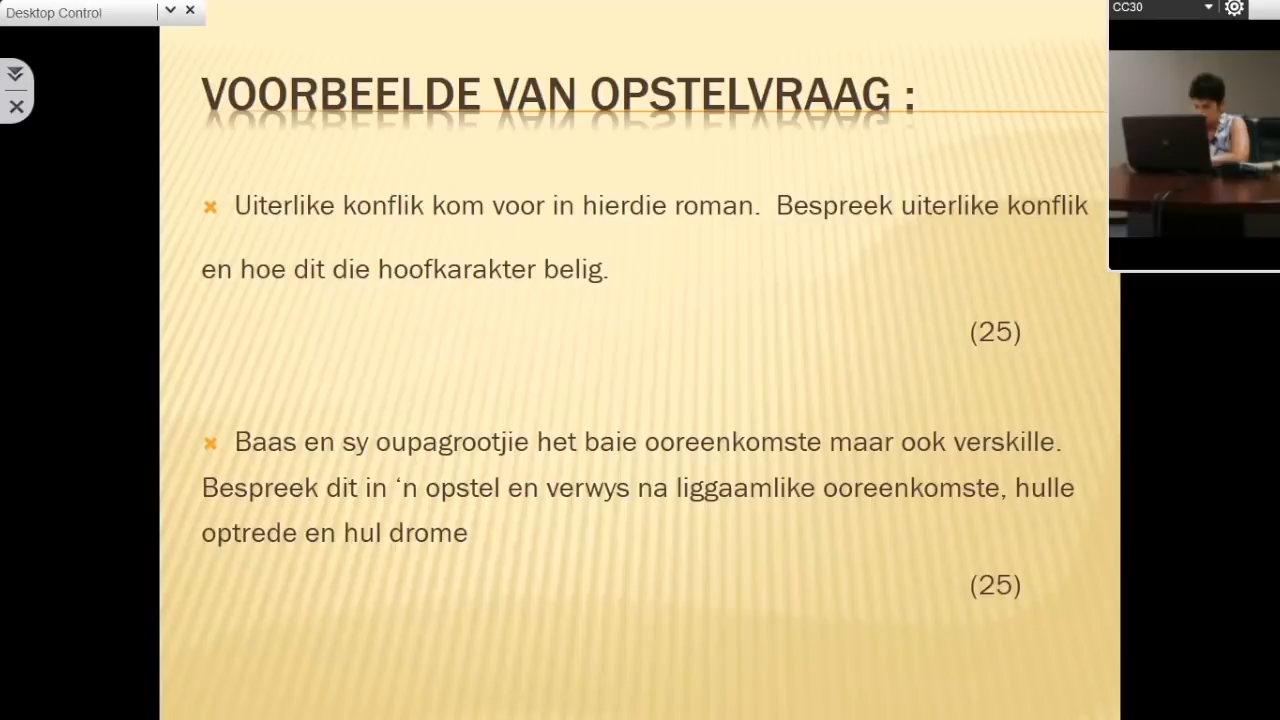 Desktop Control
CC30
VOORBEELDE VAN OPSTELVRAAG :
Uiterlike konflik kom voor in hierdie roman. Bespreek uiterlike konflik
en hoe dit die hoofkarakter belig.
(25)
Baas en sy oupagrootjie het baie ooreenkomste maar ook verskille.
Bespreek dit in ‘n opstel en verwys na liggaamlike ooreenkomste, hulle
optrede en hul drome
(25)